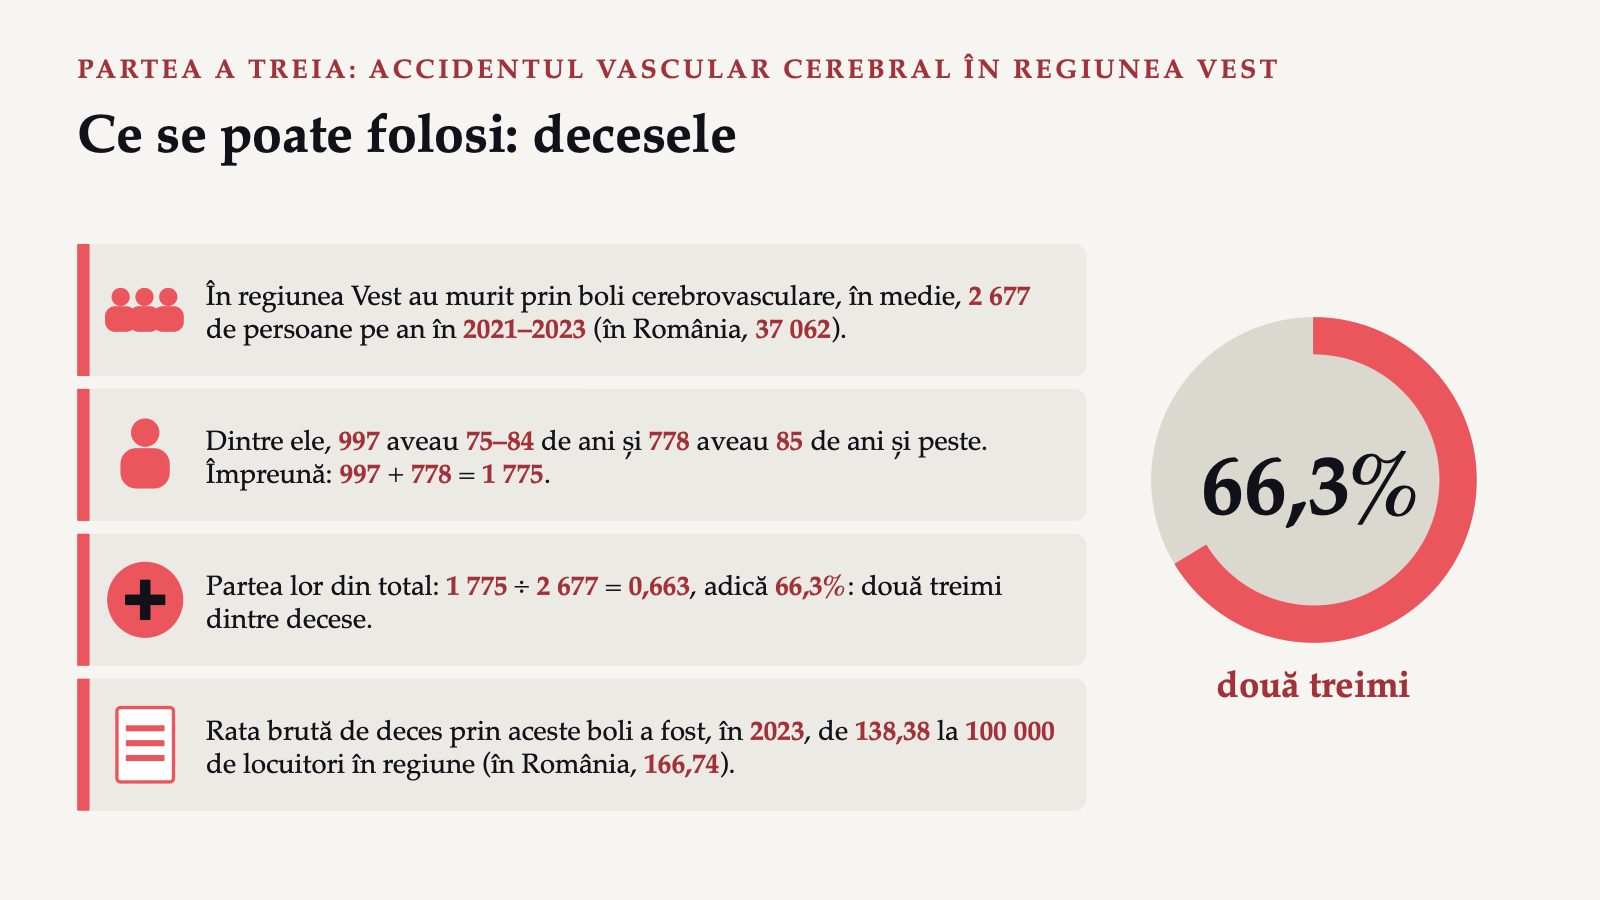 PARTEA A TREIA: ACCIDENTUL VASCULAR CEREBRAL ÎN REGIUNEA VEST
Ce se poate folosi: decesele
În regiunea Vest au murit prin boli cerebrovasculare, în medie, 2 677
de persoane pe an în 2021–2023 (în România, 37 062).
Dintre ele, 997 aveau 75–84 de ani și 778 aveau 85 de ani și peste.
Împreună: 997 + 778 = 1 775.
Partea lor din total: 1 775 ÷ 2 677 = 0,663, adică 66,3%: două treimi
dintre decese.
Rata brută de deces prin aceste boli a fost, în 2023, de 138,38 la 100 000
de locuitori în regiune (în România, 166,74).
66,3%
două treimi